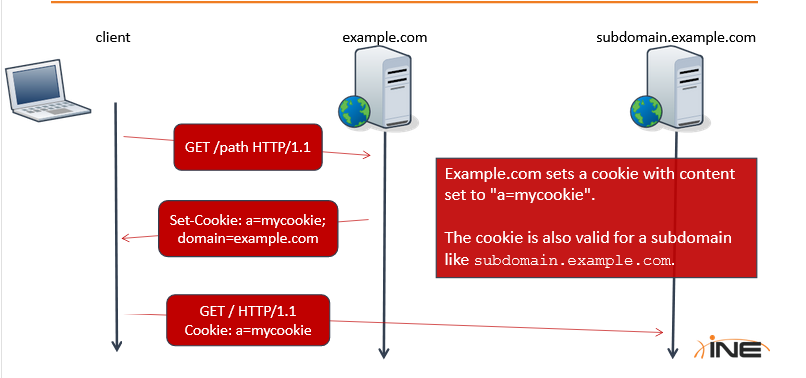 client
example.com
subdomain.example.com
GET /path HTTP/1.1
Example.com sets a cookie with content
set to "a=mycookie".
Set-Cookie: a=mycookie;
domain=example.com
The cookie is also valid for a subdomain
like subdomain.example.com.
GET / HTTP/1.1
Cookie: a=mycookie
INE